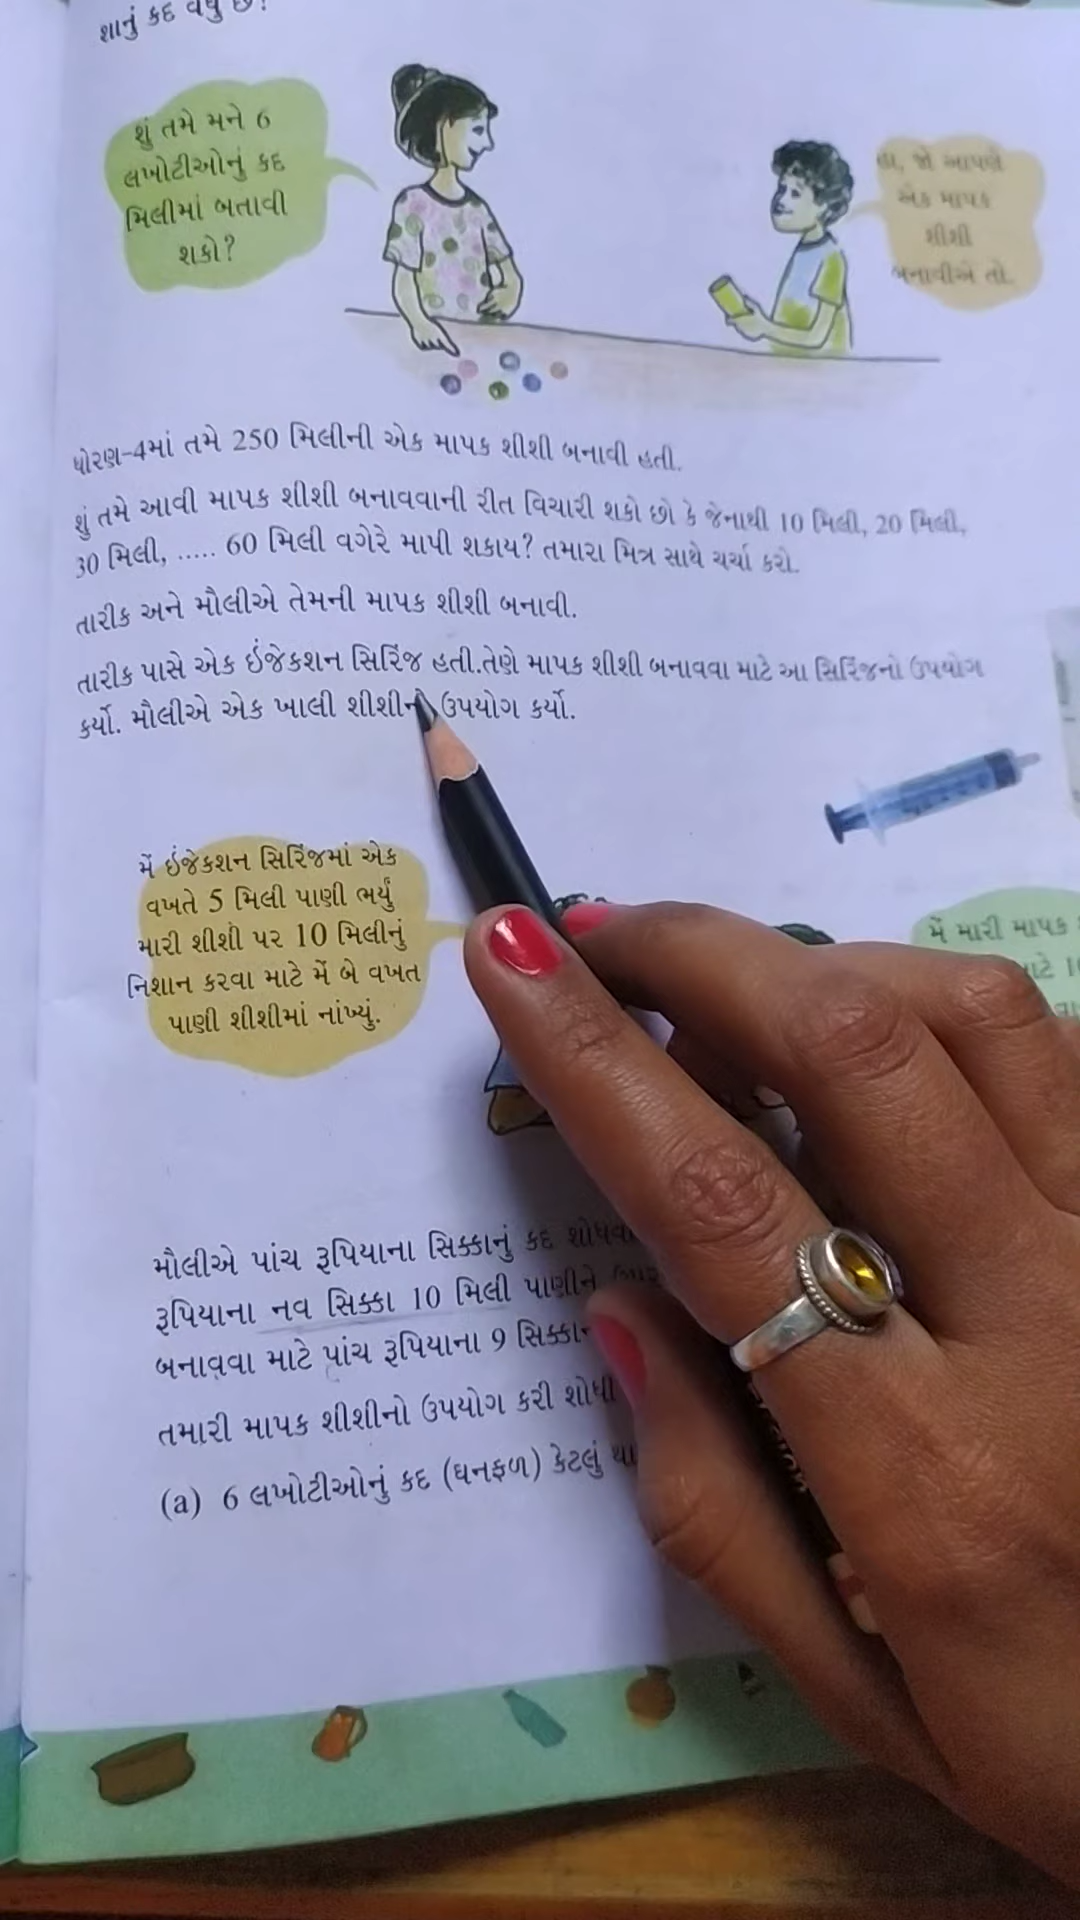 શાનું કદ વધુ છે?
શું તમે મને 6
લખોટીઓનું કદ
મિલીમાં બતાવી
શકો?
હા, જો આપણે
એક માપક
શીશી
બનાવીએ તો.
ધોરણ-4માં તમે 250 મિલીની એક માપક શીશી બનાવી હતી.
શું તમે આવી માપક શીશી બનાવવાની રીત વિચારી શકો છો કે જેનાથી 10 મિલી, 20 મિલી,
30 મિલી, ..... 60 મિલી વગેરે માપી શકાય? તમારા મિત્ર સાથે ચર્ચા કરો.
તારીક અને મૌલીએ તેમની માપક શીશી બનાવી.
તારીક પાસે એક ઇંજેકશન સિરિંજ હતી.તેણે માપક શીશી બનાવવા માટે આ સિરિંજનો ઉપયોગ
કર્યો. મૌલીએ એક ખાલી શીશીનો ઉપયોગ કર્યો.
મેં ઇંજેકશન સિરિંજમાં એક
વખતે 5 મિલી પાણી ભર્યું
મારી શીશી પર 10 મિલીનું
નિશાન કરવા માટે મેં બે વખત
પાણી શીશીમાં નાંખ્યું.
મેં મારી માપક
મૌલીએ પાંચ રૂપિયાના સિક્કાનું કદ
રૂપિયાના નવ સિક્કા 10 મિલી પાણીને
બનાવવા માટે પાંચ રૂપિયાના 9
તમારી માપક શીશીનો ઉપયોગ કરી શોધી
(a) 6 લખોટીઓનું કદ (ઘનફળ) કેટલું